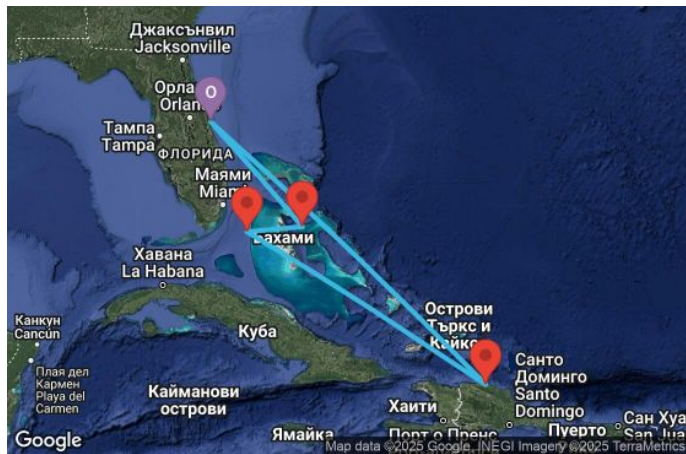 Джаксънвил
Jacksonville
Орла
Orlan
О
Тампа
Tampa
ФЛОРИДА
Маями
Miami
Бахами
Хавана
La Habana
Канкун
Cancún
Куба
Острови
Търкс и
Кайкос
Плая дел
Кармен
Playa del
Carmen
Кайманови
острови
Санто
Доминго
Santo
Domingo
Хаити
Порт о Пренс
Ямайка
Пуерто
Сан Хуа
San Jua
Google
Map data ©2025 Google, INEGI Imagery ©2025 TerraMetrics